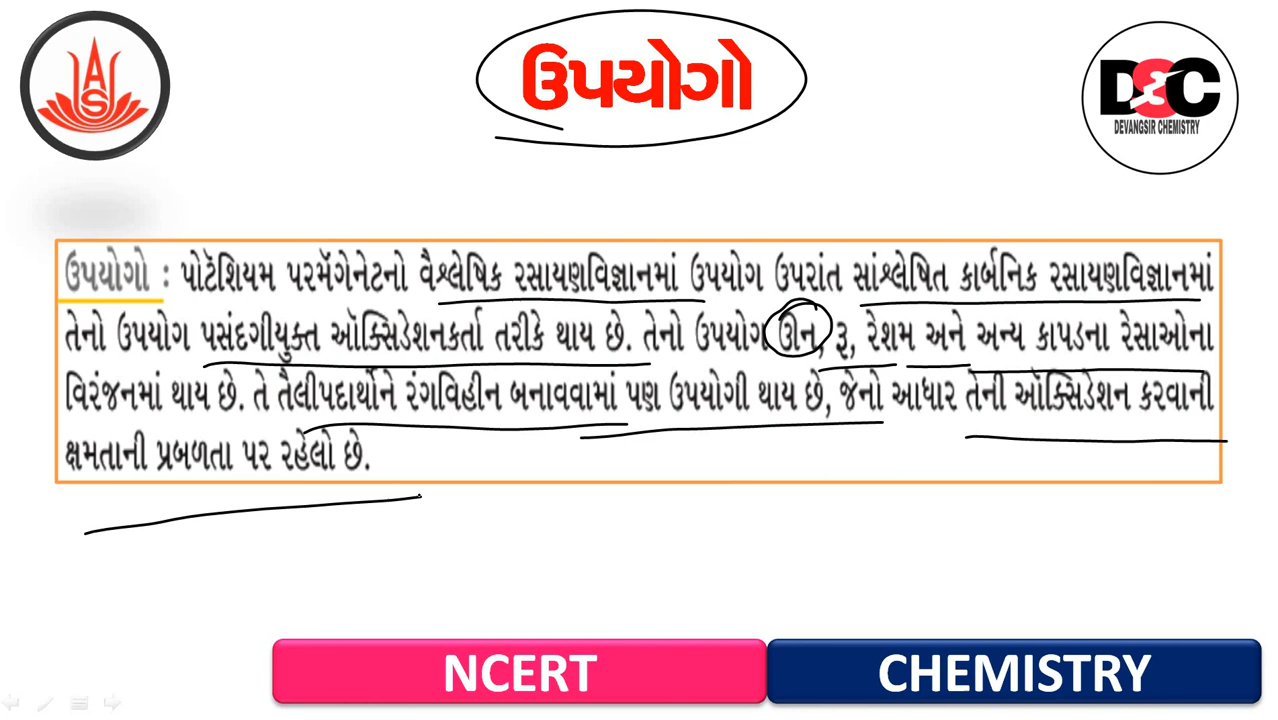 ઉપયોગો
AS
DSC
DEVANGSIR CHEMISTRY
ઉપયોગો : પોટૅશિયમ પરમૅંગેનેટનો વૈશ્લેષિક રસાયણવિજ્ઞાનમાં ઉપયોગ ઉપરાંત સાંશ્લેષિત કાર્બનિક રસાયણવિજ્ઞાનમાં
તેનો ઉપયોગ પસંદગીયુક્ત ઑક્સિડેશનકર્તા તરીકે થાય છે. તેનો ઉપયોગ ઊન, રૂ, રેશમ અને અન્ય કાપડના રેસાઓના
વિરંજનમાં થાય છે. તે તૈલીપદાર્થોને રંગવિહીન બનાવવામાં પણ ઉપયોગી થાય છે, જેનો આધાર તેની ઑક્સિડેશન કરવાની
ક્ષમતાની પ્રબળતા પર રહેલો છે.
NCERT
CHEMISTRY